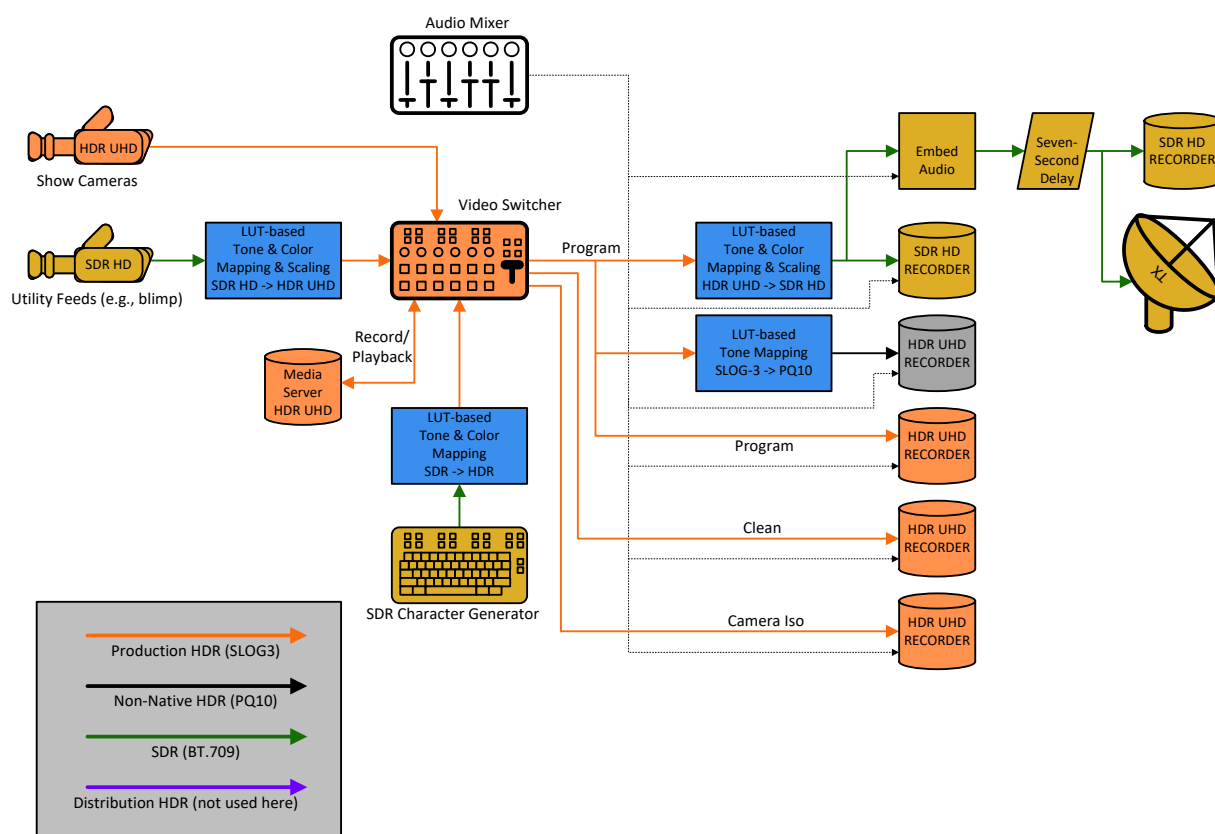 Audio Mixer
HDR UHD
Show Cameras
SDR HD
Utility Feeds (e.g., blimp)
LUT-based
Tone & Color
Mapping & Scaling
SDR HD -> HDR UHD
Video Switcher
Record/
Playback
Media
Server
HDR UHD
LUT-based
Tone & Color
Mapping
SDR -> HDR
SDR Character Generator
Program
LUT-based
Tone & Color
Mapping & Scaling
HDR UHD -> SDR HD
Embed
Audio
Seven-
Second
Delay
SDR HD
RECORDER
TX
SDR HD
RECORDER
LUT-based
Tone Mapping
SLOG-3 -> PQ10
HDR UHD
RECORDER
Program
HDR UHD
RECORDER
Clean
HDR UHD
RECORDER
Camera Iso
HDR UHD
RECORDER
Production HDR (SLOG3)
Non-Native HDR (PQ10)
SDR (BT.709)
Distribution HDR (not used here)